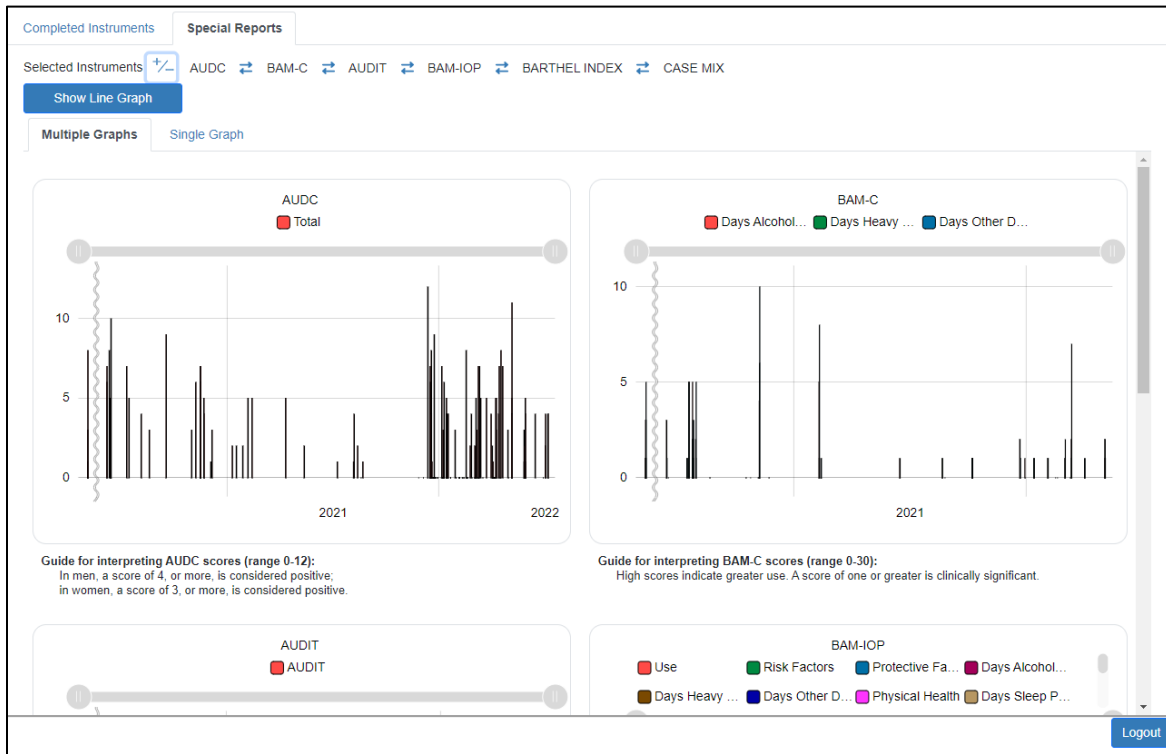 Completed Instruments Special Reports
Selected Instruments +/- AUDC ⇄ BAM-C ⇄ AUDIT ⇄ BAM-IOP ⇄ BARTHEL INDEX ⇄ CASE MIX
Show Line Graph
Multiple Graphs Single Graph
AUDC
Total
10
5
0
2021 2022
Guide for interpreting AUDC scores (range 0-12):
In men, a score of 4, or more, is considered positive;
in women, a score of 3, or more, is considered positive.
BAM-C
Days Alcohol... Days Heavy ... Days Other D...
10
5
0
2021
Guide for interpreting BAM-C scores (range 0-30):
High scores indicate greater use. A score of one or greater is clinically significant.
AUDIT
AUDIT
BAM-IOP
Use Risk Factors Protective Fa... Days Alcohol...
Days Heavy ... Days Other D... Physical Health Days Sleep P...
Logout